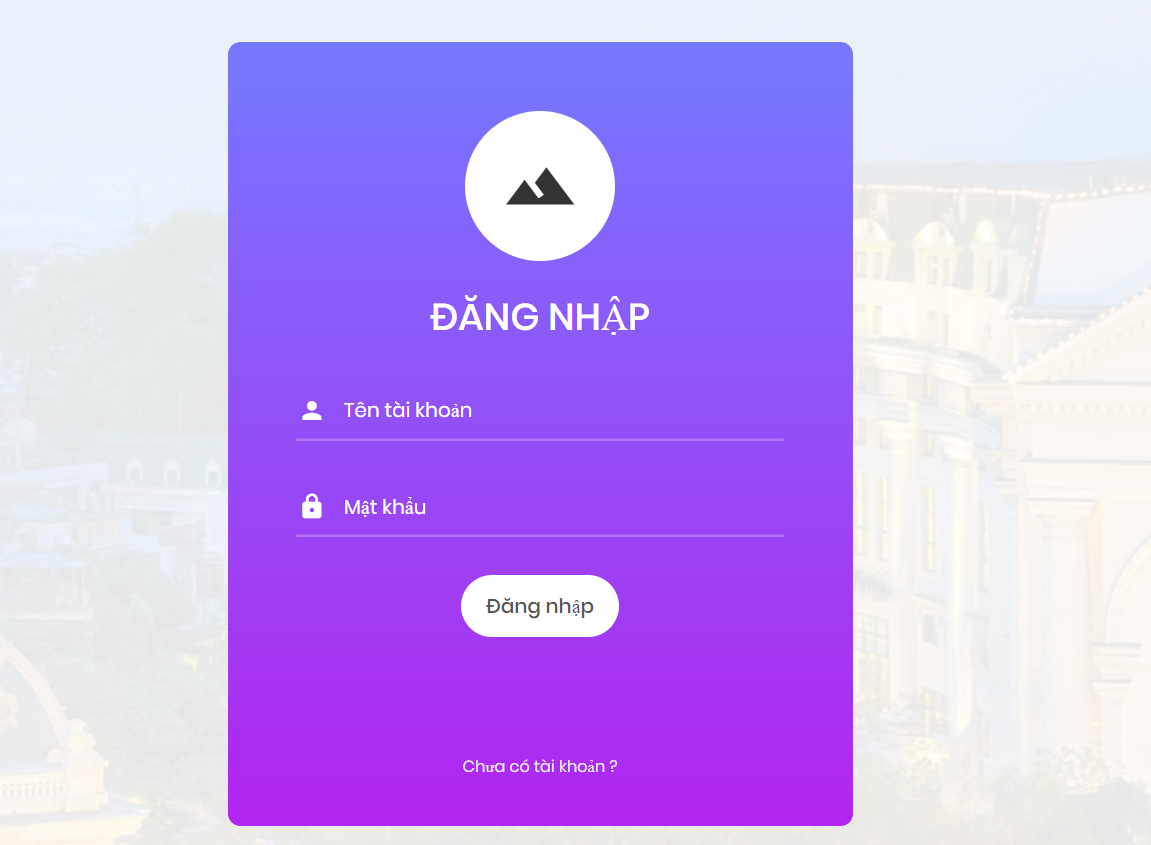 ĐĂNG NHẬP
Tên tài khoản
Mật khẩu
Đăng nhập
Chưa có tài khoản ?